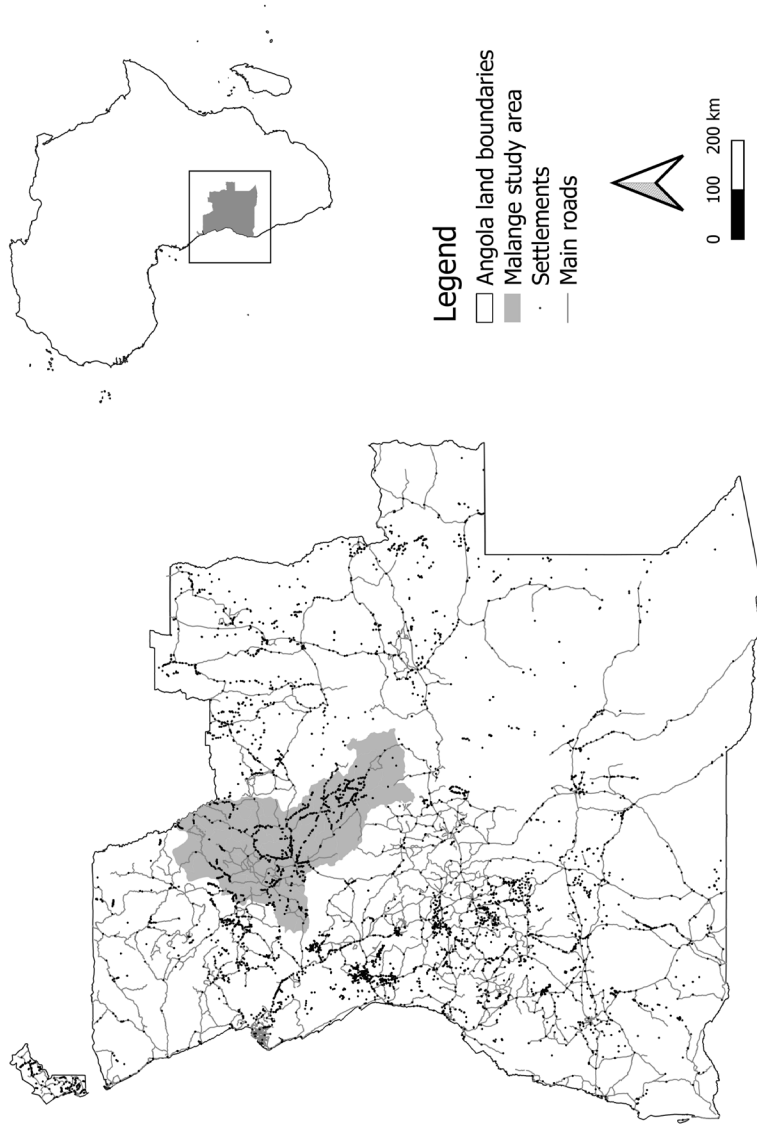 Legend
Angola land boundaries
Malange study area
Settlements
Main roads
0 100 200 km